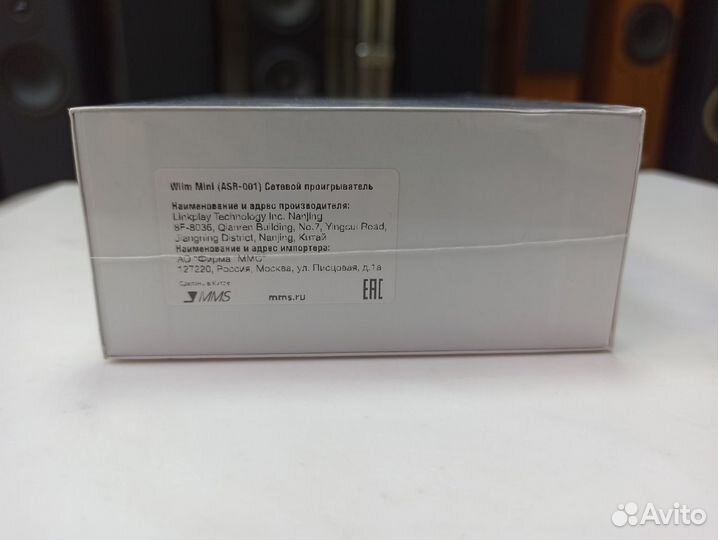 Wiim Mini (ASR-001) Сетевой проигрыватель
Наименование и адрес производителя:
Linkplay Technology Inc. Nanjing
8F-8036, Qianren Building, No.7, Yingcui Road,
Jiangning District, Nanjing, Китай
Наименование и адрес импортера:
АО "Фирма "ММС"
127220, Россия, Москва, ул. Писцовая, д.1а
Сделано в Китае
MMS mms.ru EAC
Avito